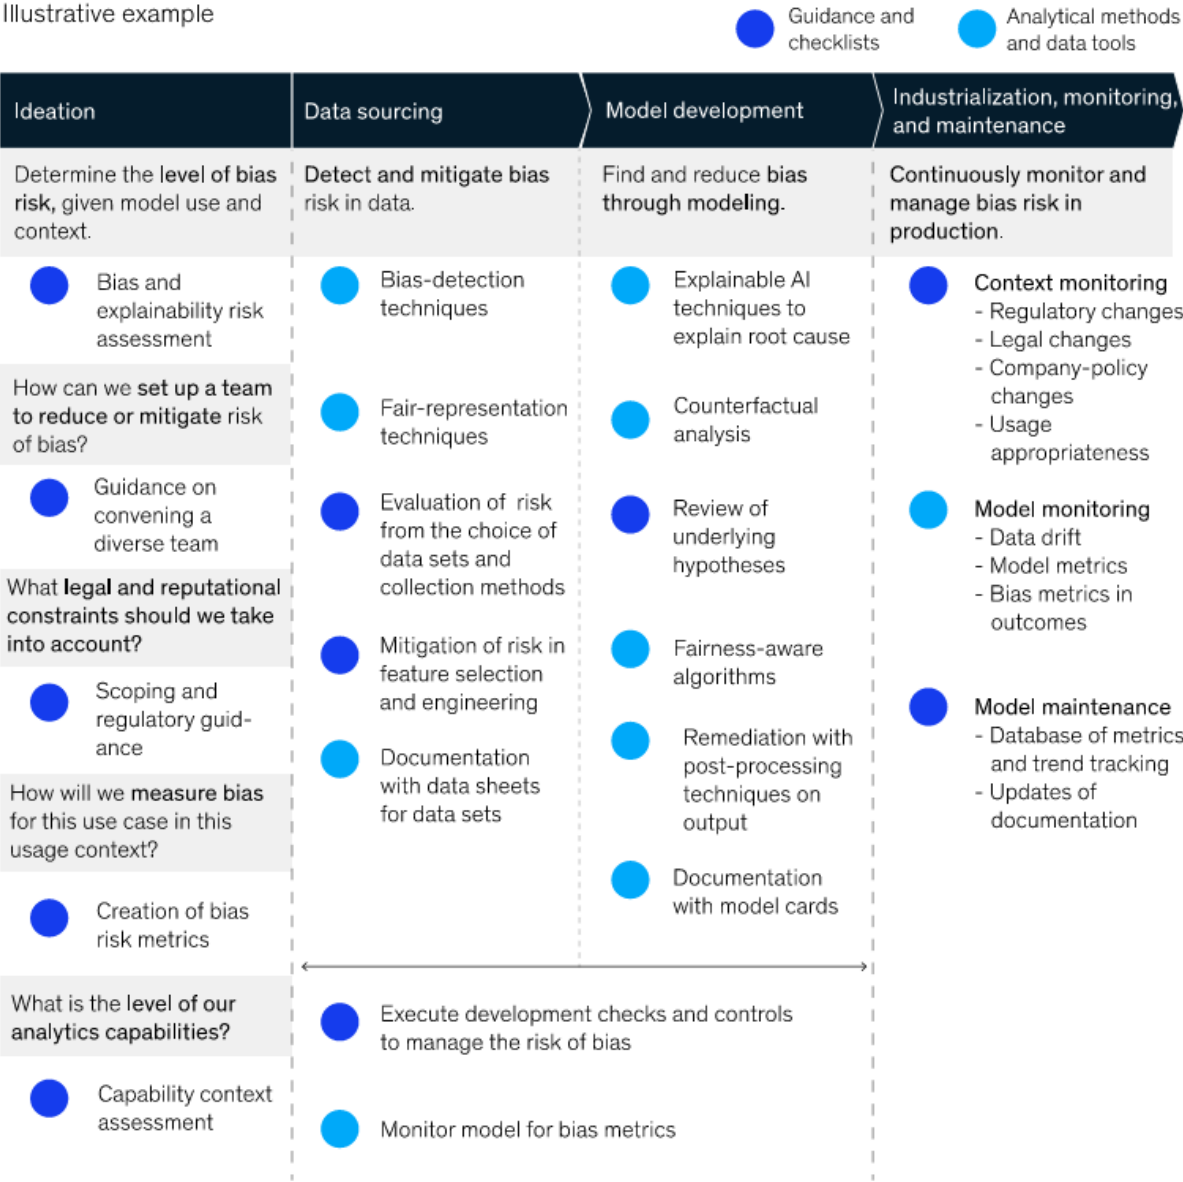 Illustrative example
Guidance and
checklists
Analytical methods
and data tools
Ideation
Data sourcing
Model development
Industrialization, monitoring,
and maintenance
Determine the level of bias
risk, given model use and
context.
Bias and
explainability risk
assessment
How can we set up a team
to reduce or mitigate risk
of bias?
Guidance on
convening a
diverse team
What legal and reputational
constraints should we take
into account?
Scoping and
regulatory guid-
ance
How will we measure bias
for this use case in this
usage context?
Creation of bias
risk metrics
What is the level of our
analytics capabilities?
Capability context
assessment
Detect and mitigate bias
risk in data.
Bias-detection
techniques
Fair-representation
techniques
Evaluation of risk
from the choice of
data sets and
collection methods
Mitigation of risk in
feature selection
and engineering
Documentation
with data sheets
for data sets
Find and reduce bias
through modeling.
Explainable AI
techniques to
explain root cause
Counterfactual
analysis
Review of
underlying
hypotheses
Fairness-aware
algorithms
Remediation with
post-processing
techniques on
output
Documentation
with model cards
Execute development checks and controls
to manage the risk of bias
Monitor model for bias metrics
Continuously monitor and
manage bias risk in
production.
Context monitoring
- Regulatory changes
- Legal changes
- Company-policy
changes
- Usage
appropriateness
Model monitoring
- Data drift
- Model metrics
- Bias metrics in
outcomes
Model maintenance
- Database of metrics
and trend tracking
- Updates of
documentation